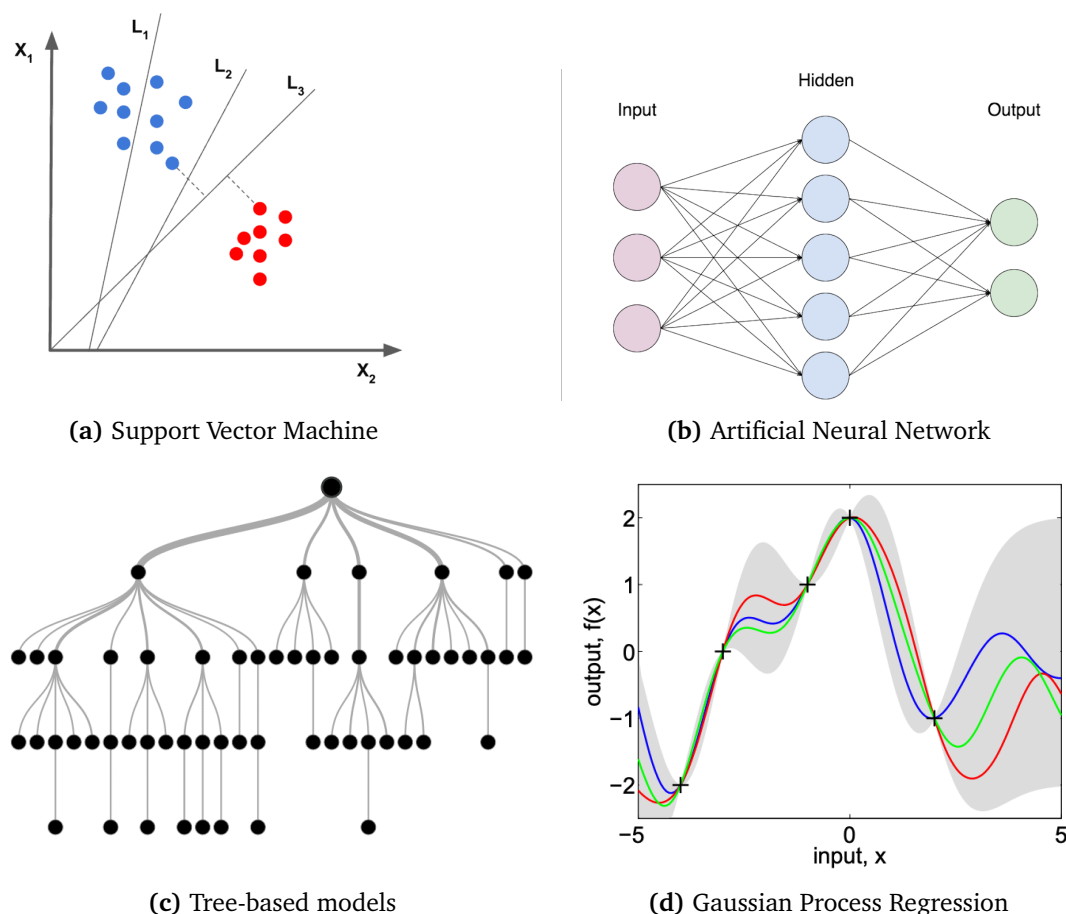 X1
L1
L2
L3
X2
(a) Support Vector Machine
Input
Hidden
Output
(b) Artificial Neural Network
(c) Tree-based models
output, f(x)
2
1
0
−1
−2
−5
0
5
input, x
(d) Gaussian Process Regression